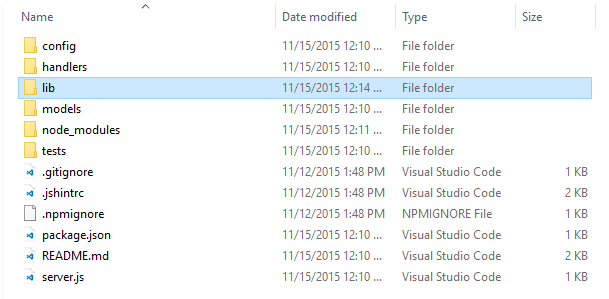 Name Date modified Type Size
config 11/15/2015 12:10 ... File folder
handlers 11/15/2015 12:10 ... File folder
lib 11/15/2015 12:14 ... File folder
models 11/15/2015 12:10 ... File folder
node_modules 11/15/2015 12:11 ... File folder
tests 11/15/2015 12:10 ... File folder
.gitignore 11/12/2015 1:48 PM Visual Studio Code 1 KB
.jshintrc 11/12/2015 1:48 PM Visual Studio Code 2 KB
.npmignore 11/12/2015 1:48 PM NPMIGNORE File 1 KB
package.json 11/15/2015 12:10 ... Visual Studio Code 1 KB
README.md 11/15/2015 12:10 ... Visual Studio Code 2 KB
server.js 11/15/2015 12:10 ... Visual Studio Code 1 KB